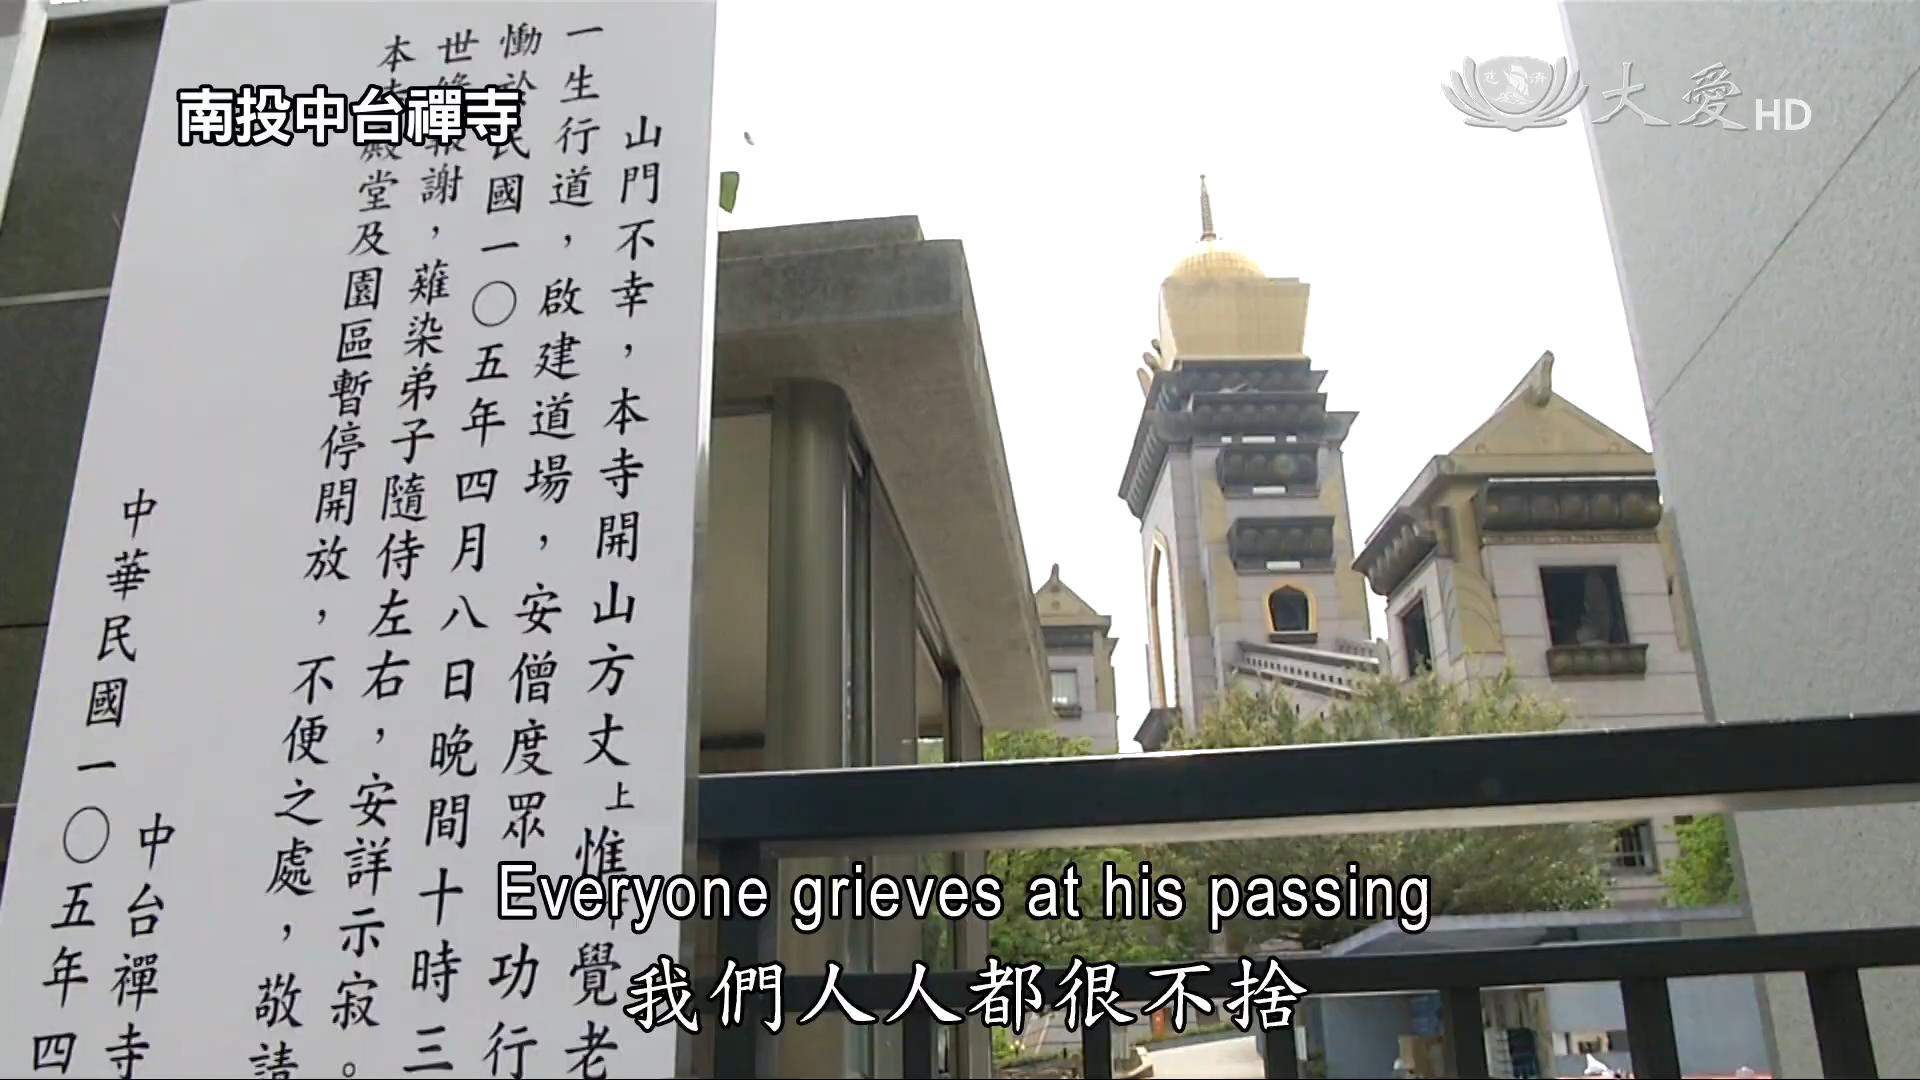 南投中台禪寺
慈濟
大愛HD
山門不幸，本寺開山方丈上惟下覺老
一生行道，啟建道場，安僧度眾，功行
慟於民國一〇五年四月八日晚間十時三
世緣報謝，薙染弟子隨侍左右，安詳示寂。
本寺殿堂及園區暫停開放，不便之處，敬請
中台禪寺
中華民國一〇五年四
Everyone grieves at his passing
我們人人都很不捨